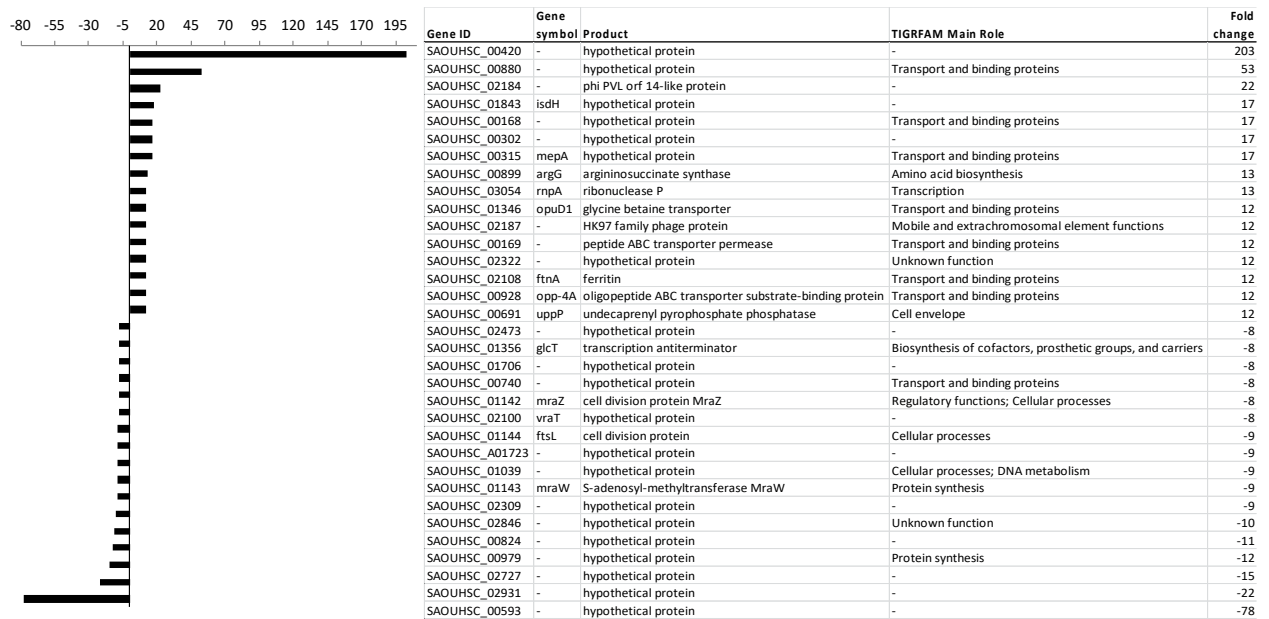 -80 -55 -30 -5 20 45 70 95 120 145 170 195
Gene ID Gene symbol Product TIGRFAM Main Role Fold change
SAOUHSC_00420 - hypothetical protein - 203
SAOUHSC_00880 - hypothetical protein Transport and binding proteins 53
SAOUHSC_02184 - phi PVL orf 14-like protein - 22
SAOUHSC_01843 isdH hypothetical protein - 17
SAOUHSC_00168 - hypothetical protein Transport and binding proteins 17
SAOUHSC_00302 - hypothetical protein - 17
SAOUHSC_00315 mepA hypothetical protein Transport and binding proteins 17
SAOUHSC_00899 argG argininosuccinate synthase Amino acid biosynthesis 13
SAOUHSC_03054 rnpA ribonuclease P Transcription 13
SAOUHSC_01346 opuD1 glycine betaine transporter Transport and binding proteins 12
SAOUHSC_02187 - HK97 family phage protein Mobile and extrachromosomal element functions 12
SAOUHSC_00169 - peptide ABC transporter permease Transport and binding proteins 12
SAOUHSC_02322 - hypothetical protein Unknown function 12
SAOUHSC_02108 ftnA ferritin Transport and binding proteins 12
SAOUHSC_00928 opp-4A oligopeptide ABC transporter substrate-binding protein Transport and binding proteins 12
SAOUHSC_00691 uppP undecaprenyl pyrophosphate phosphatase Cell envelope 12
SAOUHSC_02473 - hypothetical protein - -8
SAOUHSC_01356 glcT transcription antiterminator Biosynthesis of cofactors, prosthetic groups, and carriers -8
SAOUHSC_01706 - hypothetical protein - -8
SAOUHSC_00740 - hypothetical protein Transport and binding proteins -8
SAOUHSC_01142 mraZ cell division protein MraZ Regulatory functions; Cellular processes -8
SAOUHSC_02100 vraT hypothetical protein - -8
SAOUHSC_01144 ftsL cell division protein Cellular processes -9
SAOUHSC_A01723 - hypothetical protein - -9
SAOUHSC_01039 - hypothetical protein Cellular processes; DNA metabolism -9
SAOUHSC_01143 mraW S-adenosyl-methyltransferase MraW Protein synthesis -9
SAOUHSC_02309 - hypothetical protein - -9
SAOUHSC_02846 - hypothetical protein Unknown function -10
SAOUHSC_00824 - hypothetical protein - -11
SAOUHSC_00979 - hypothetical protein Protein synthesis -12
SAOUHSC_02727 - hypothetical protein - -15
SAOUHSC_02931 - hypothetical protein - -22
SAOUHSC_00593 - hypothetical protein - -78